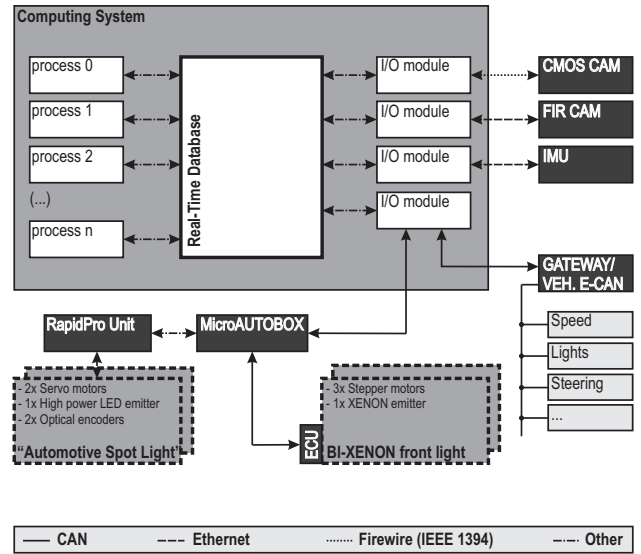 Computing System
process 0
process 1
process 2
(...)
process n
Real-Time Database
I/O module
I/O module
I/O module
I/O module
CMOS CAM
FIR CAM
IMU
GATEWAY/
VEH. E-CAN
Speed
Lights
Steering
...
RapidPro Unit
MicroAUTOBOX
- 2x Servo motors
- 1x High power LED emitter
- 2x Optical encoders
"Automotive Spot Light"
ECU
- 3x Stepper motors
- 1x XENON emitter
BI-XENON front light
CAN
Ethernet
Firewire (IEEE 1394)
Other